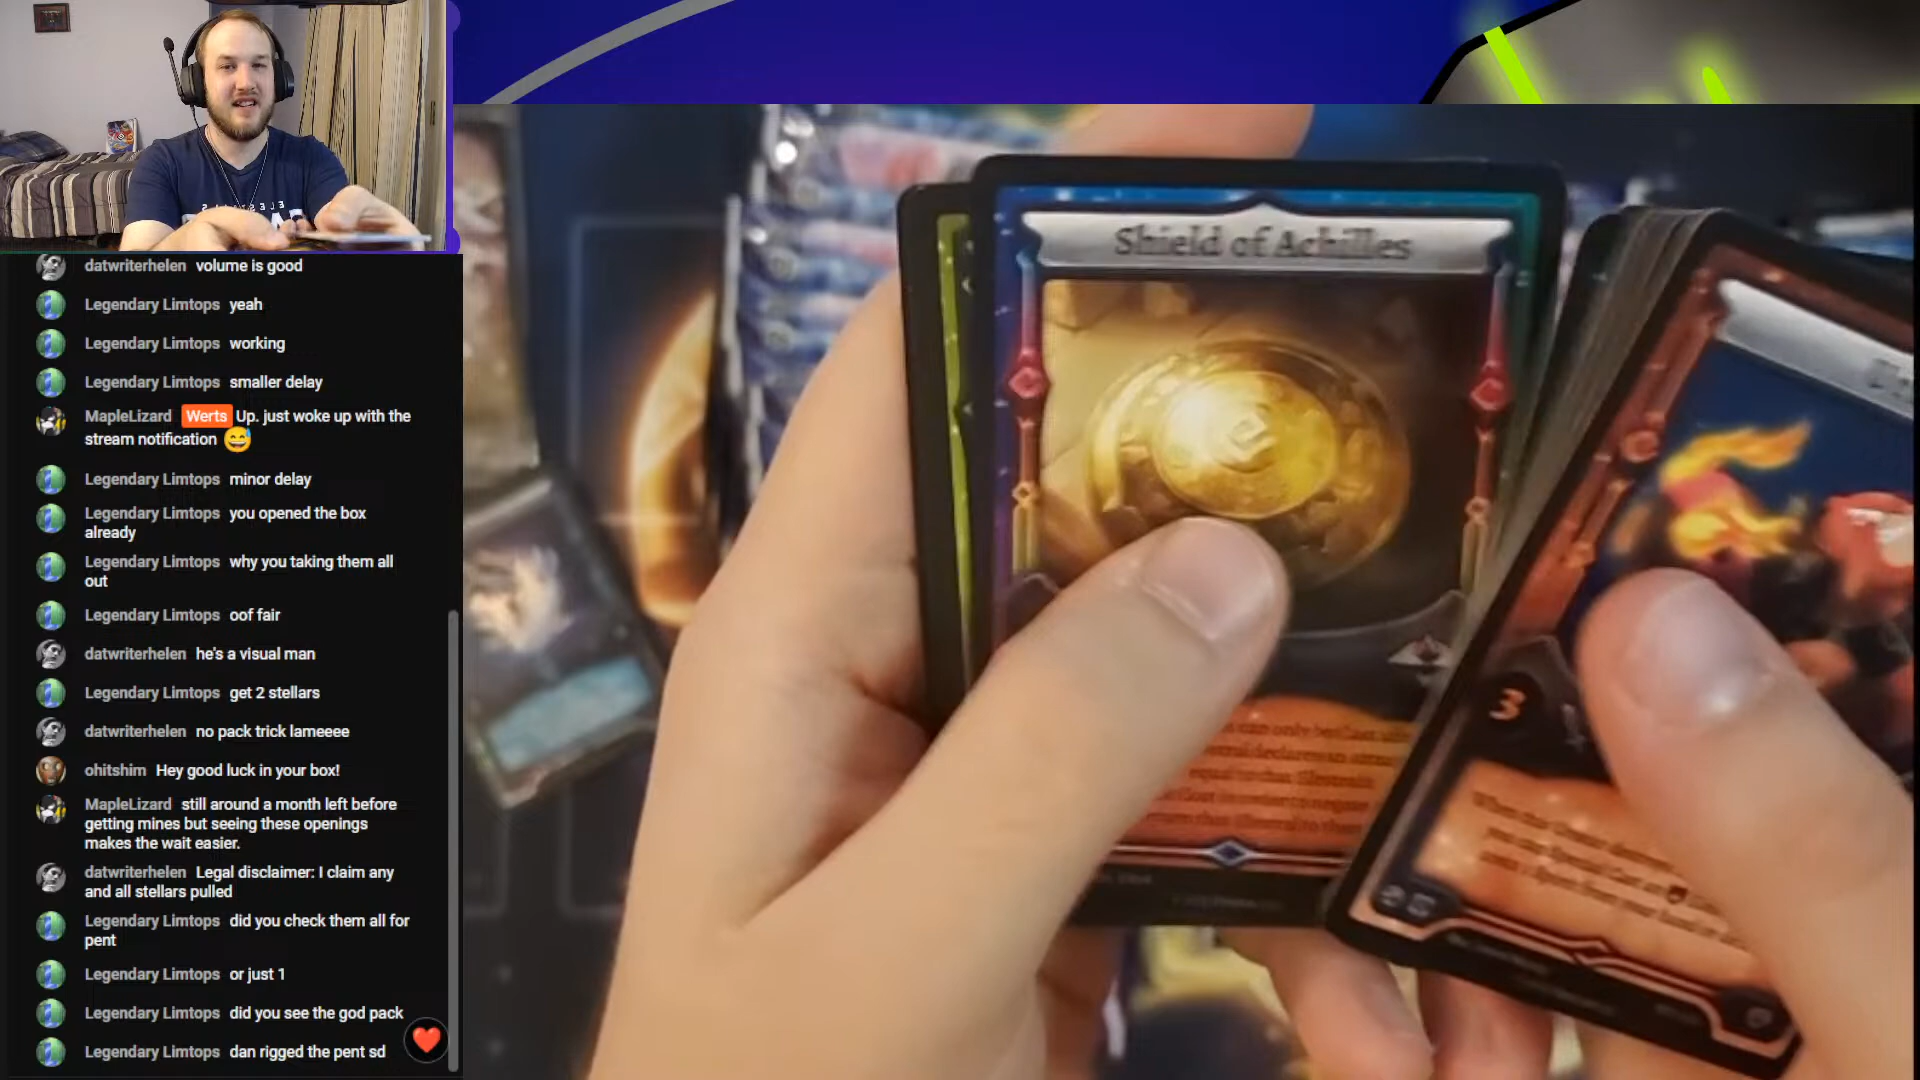 datwriterhelen volume is good
Legendary Limtops yeah
Legendary Limtops working
Legendary Limtops smaller delay
MapleLizard Werts Up. just woke up with the
stream notification
Legendary Limtops minor delay
Legendary Limtops you opened the box
already
Legendary Limtops why you taking them all
out
Legendary Limtops oof fair
datwriterhelen he's a visual man
Legendary Limtops get 2 stellars
datwriterhelen no pack trick lameeee
ohitshim Hey good luck in your box!
MapleLizard still around a month left before
getting mines but seeing these openings
makes the wait easier.
datwriterhelen Legal disclaimer: I claim any
and all stellars pulled
Legendary Limtops did you check them all for
pent
Legendary Limtops or just 1
Legendary Limtops did you see the god pack
Legendary Limtops dan rigged the pent sd
Shield of Achilles
3